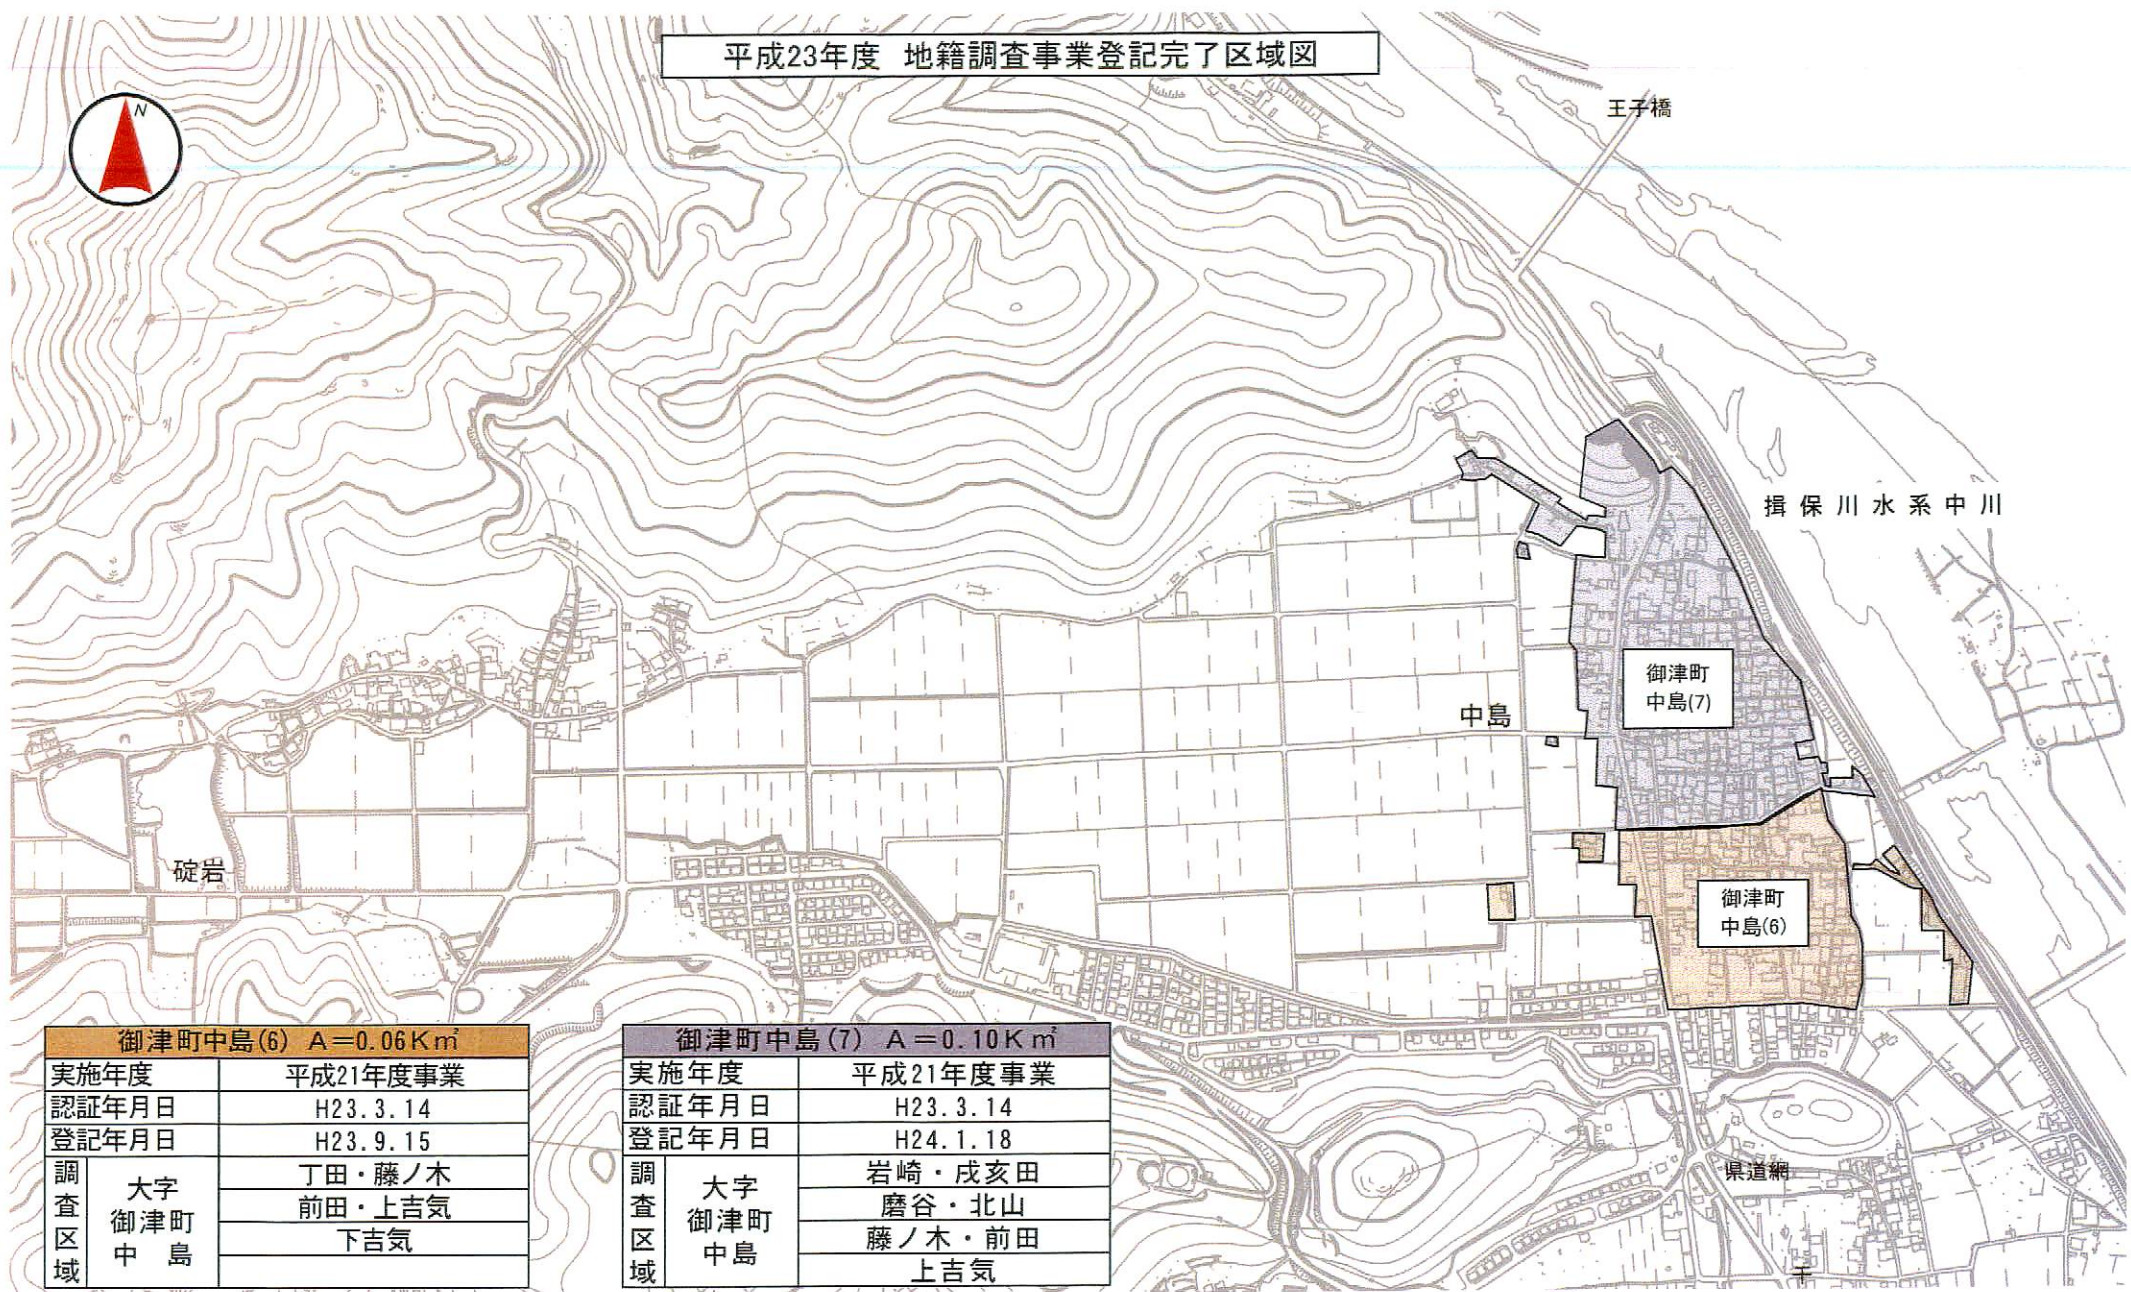 平成23年度 地籍調査事業登記完了区域図
N
王子橋
揖保川水系中川
御津町
中島(7)
中島
碇岩
御津町
中島(6)
御津町中島(6) A=0.06K㎡
実施年度 平成21年度事業
認証年月日 H23.3.14
登記年月日 H23.9.15
調査区域
大字
御津町
中島
丁田・藤ノ木
前田・上吉気
下吉気
御津町中島(7) A=0.10K㎡
実施年度 平成21年度事業
認証年月日 H23.3.14
登記年月日 H24.1.18
調査区域
大字
御津町
中島
岩崎・戌亥田
磨谷・北山
藤ノ木・前田
上吉気
県道網